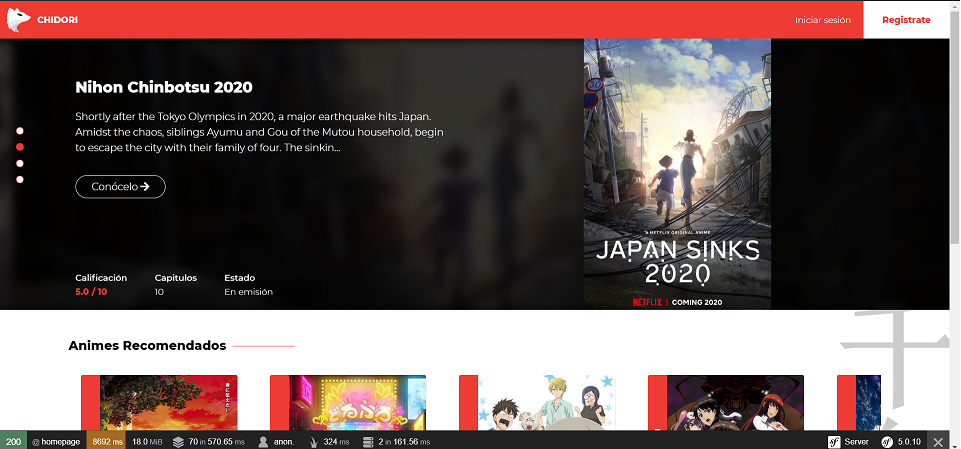 CHIDORI
Iniciar sesión
Registrate
Nihon Chinbotsu 2020
Shortly after the Tokyo Olympics in 2020, a major earthquake hits Japan.
Amidst the chaos, siblings Ayumu and Gou of the Mutou household, begin
to escape the city with their family of four. The sinkin...
Conócelo
Calificación
Capitulos
Estado
5.0 / 10
10
En emisión
A NETFLIX ORIGINAL ANIME
JAPAN SINKS
2020
NETFLIX | COMING 2020
Animes Recomendados
200
@ homepage
8692 ms
18.0 MiB
70 in 570.65 ms
anon.
324 ms
2 in 161.56 ms
Server
5.0.10